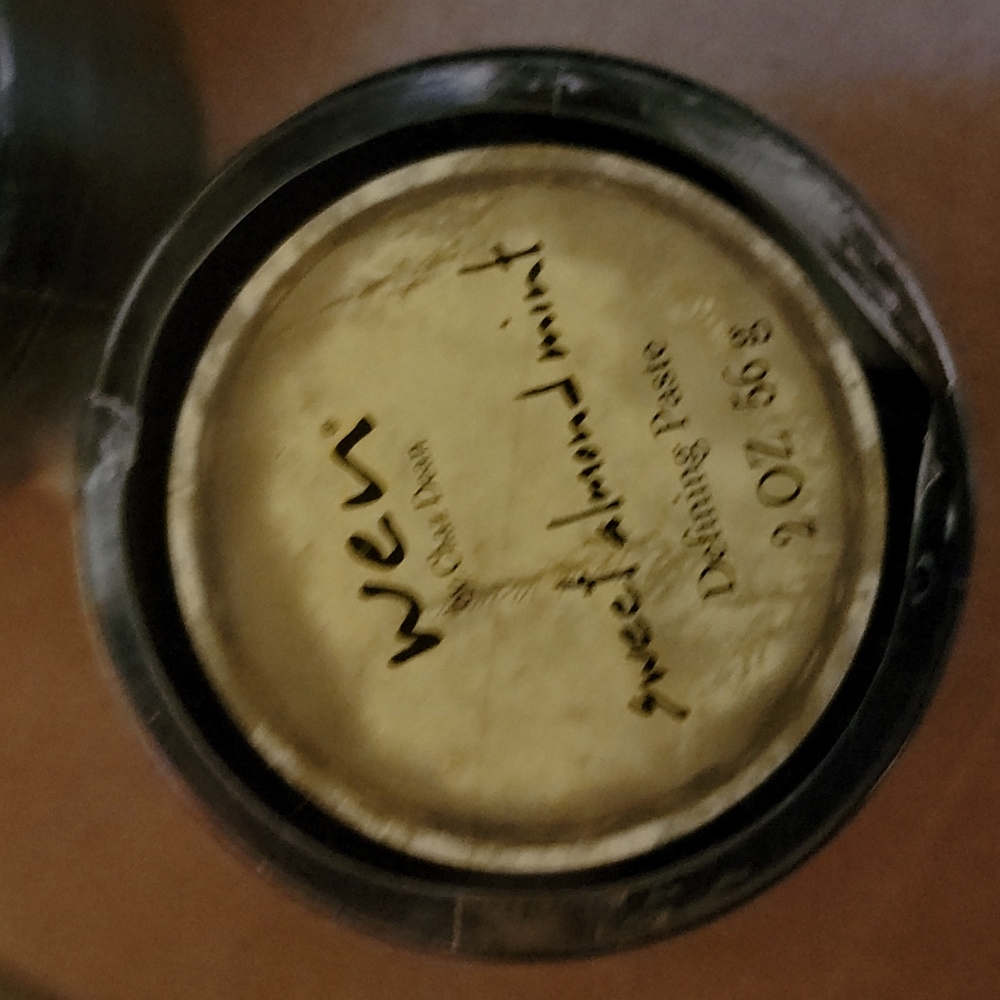 wen
by Chaz Dean
sweet almond mint
Defining Paste
2 OZ 56 g